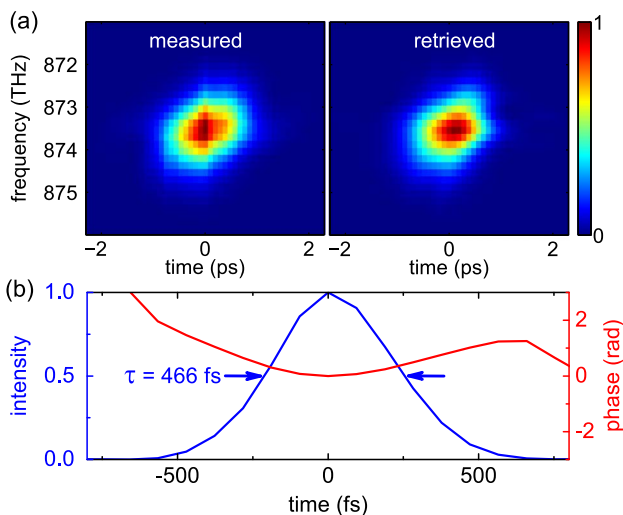 (a)
measured
retrieved
1
872
873
874
875
frequency (THz)
0
−2
0
2
−2
0
2
time (ps)
time (ps)
(b)
1.0
0.5
0.0
intensity
τ = 466 fs
2
0
-2
phase (rad)
-500
0
500
time (fs)